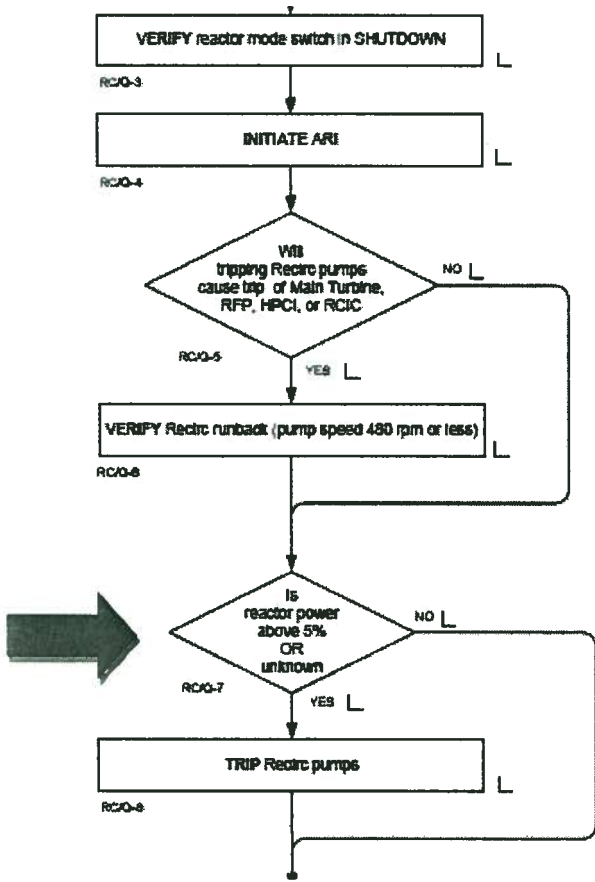 VERIFY reactor mode switch in SHUTDOWN
RC/Q-3
INITIATE ARI
RC/Q-4
Will
tripping Recirc pumps
cause trip of Main Turbine,
RFP, HPCI, or RCIC
NO
RC/Q-5
YES
VERIFY Recirc runback (pump speed 480 rpm or less)
RC/Q-6
Is
reactor power
above 5%
OR
unknown
NO
RC/Q-7
YES
TRIP Recirc pumps
RC/Q-8